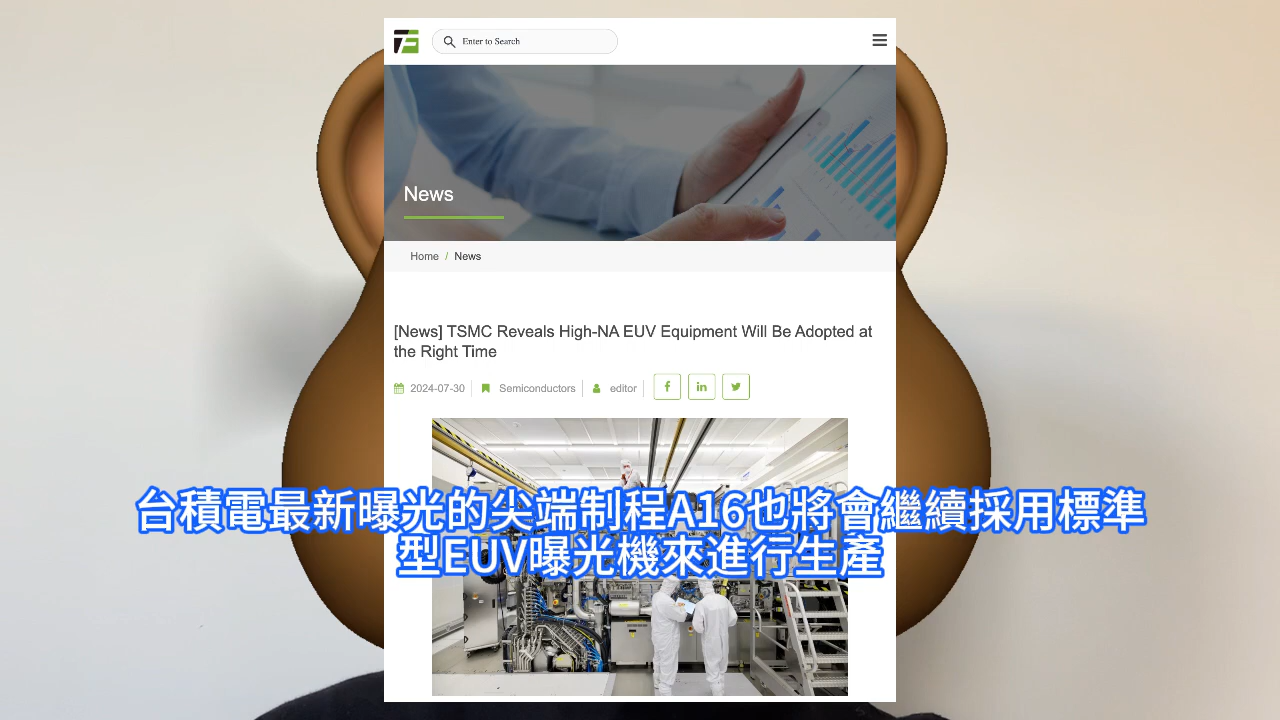 Enter to Search
News
Home / News
[News] TSMC Reveals High-NA EUV Equipment Will Be Adopted at
the Right Time
2024-07-30 Semiconductors editor
台積電最新曝光的尖端制程A16也將會繼續採用標準
型EUV曝光機來進行生產